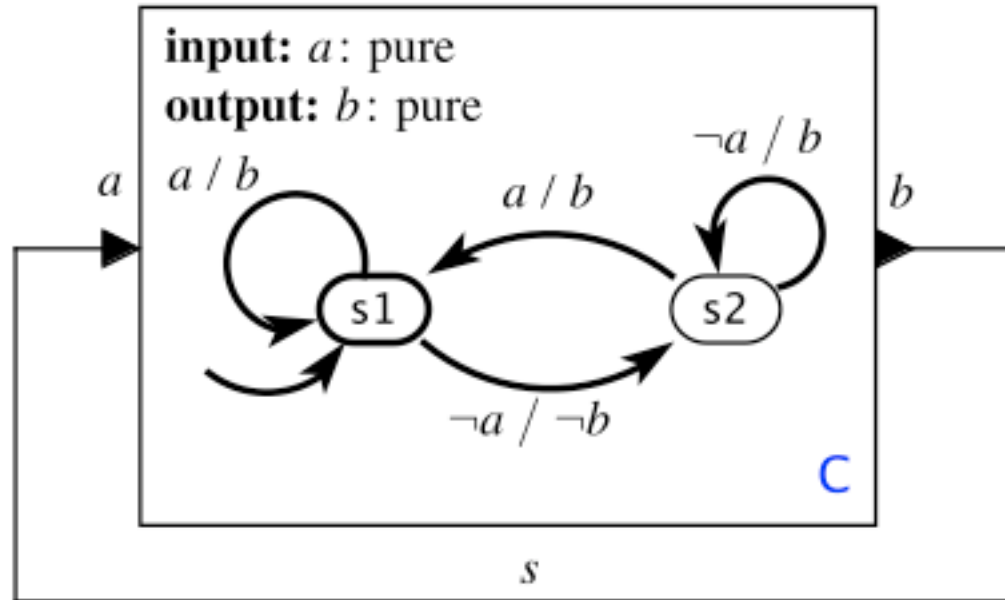 input: a: pure
output: b: pure
a
a / b
a / b
¬a / b
b
s1
s2
¬a / ¬b
C
s